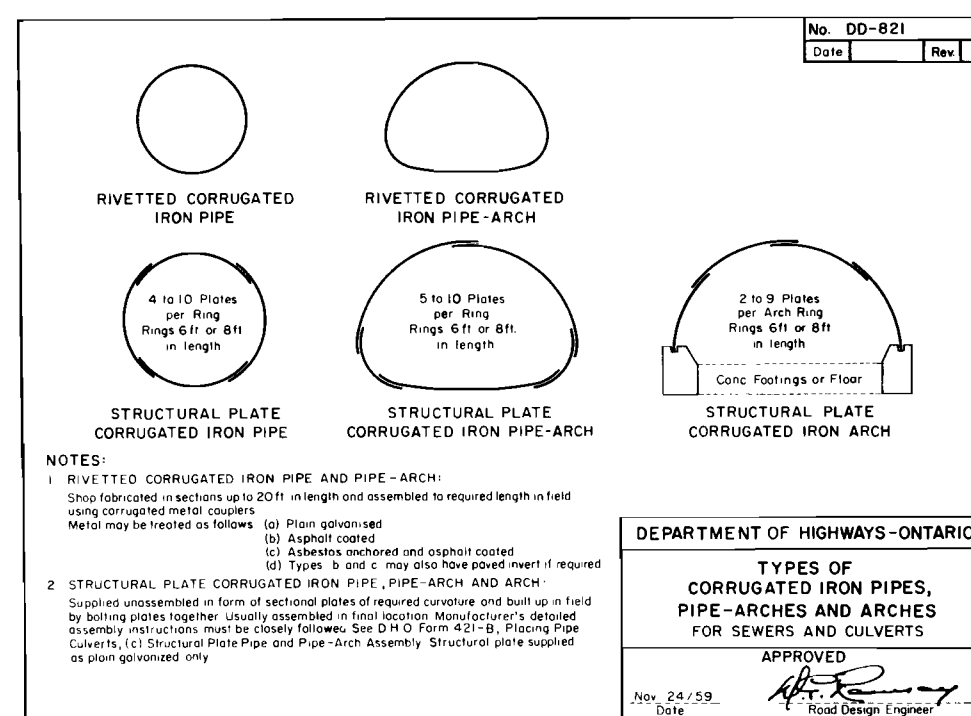 No. DD-821
Date Rev.
RIVETTED CORRUGATED
IRON PIPE
RIVETTED CORRUGATED
IRON PIPE-ARCH
4 to 10 Plates
per Ring
Rings 6ft or 8ft
in length
STRUCTURAL PLATE
CORRUGATED IRON PIPE
5 to 10 Plates
per Ring
Rings 6ft or 8ft.
in length
STRUCTURAL PLATE
CORRUGATED IRON PIPE-ARCH
2 to 9 Plates
per Arch Ring
Rings 6ft or 8ft
in length
Conc Footings or Floor
STRUCTURAL PLATE
CORRUGATED IRON ARCH
NOTES:
1 RIVETTED CORRUGATED IRON PIPE AND PIPE-ARCH:
Shop fabricated in sections up to 20ft in length and assembled to required length in field
using corrugated metal couplers
Metal may be treated as follows (a) Plain galvanised
(b) Asphalt coated
(c) Asbestos anchored and asphalt coated
(d) Types b and c may also have paved invert if required
2 STRUCTURAL PLATE CORRUGATED IRON PIPE, PIPE-ARCH AND ARCH:
Supplied unassembled in form of sectional plates of required curvature and built up in field
by bolting plates together Usually assembled in final location Manufacturer's detailed
assembly instructions must be closely followed See D H O Form 421-B, Placing Pipe
Culverts, (c) Structural Plate Pipe and Pipe-Arch Assembly Structural plate supplied
as plain galvanized only
DEPARTMENT OF HIGHWAYS-ONTARIO
TYPES OF
CORRUGATED IRON PIPES,
PIPE-ARCHES AND ARCHES
FOR SEWERS AND CULVERTS
APPROVED
Nov 24/59
Date
Road Design Engineer